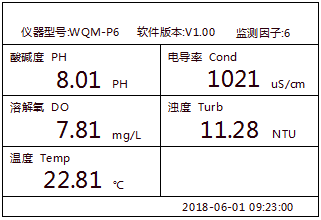 仪器型号:WQM-P6 软件版本:V1.00 监测因子:6
酸碱度 PH 电导率 Cond
8.01 PH 1021 uS/cm
溶解氧 DO 浊度 Turb
7.81 mg/L 11.28 NTU
温度 Temp
22.81 ℃
2018-06-01 09:23:00